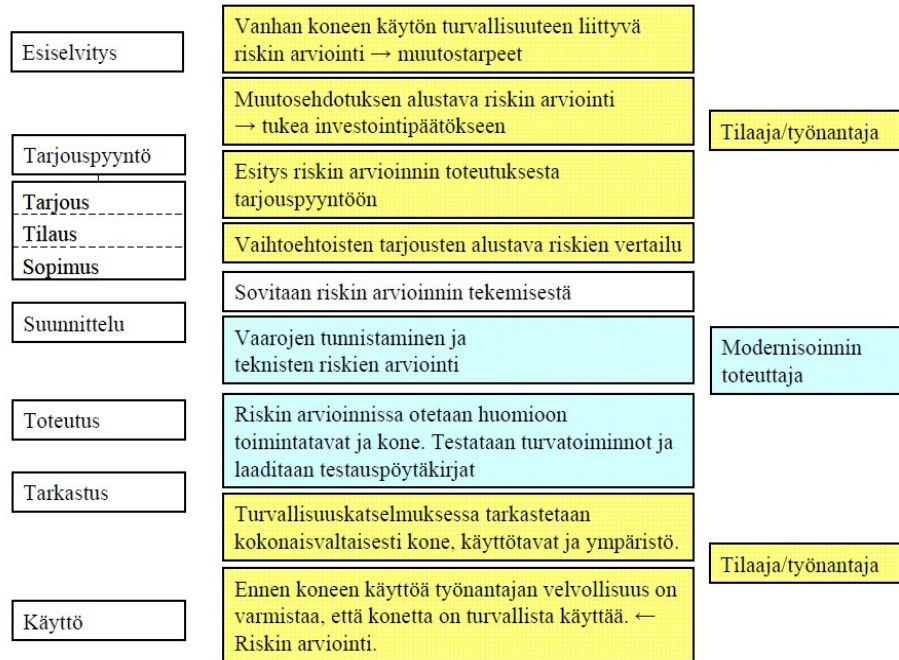 Esiselvitys
Vanhan koneen käytön turvallisuuteen liittyvä
riskin arviointi → muutostarpeet
Muutosehdotuksen alustava riskin arviointi
→ tukea investointipäätökseen
Tilaaja/työnantaja
Tarjouspyyntö
Esitys riskin arvioinnin toteutuksesta
tarjouspyyntöön
Tarjous
Tilaus
Sopimus
Vaihtoehtoisten tarjousten alustava riskien vertailu
Sovitaan riskin arvioinnin tekemisestä
Suunnittelu
Vaarojen tunnistaminen ja
teknisten riskien arviointi
Modernisoinnin
toteuttaja
Toteutus
Riskin arvioinnissa otetaan huomioon
toimintatavat ja kone. Testataan turvatoiminnot ja
laaditaan testauspöytäkirjat
Tarkastus
Turvallisuuskatselmuksessa tarkastetaan
kokonaisvaltaisesti kone, käyttötavat ja ympäristö.
Tilaaja/työnantaja
Käyttö
Ennen koneen käyttöä työnantajan velvollisuus on
varmistaa, että konetta on turvallista käyttää. ←
Riskin arviointi.